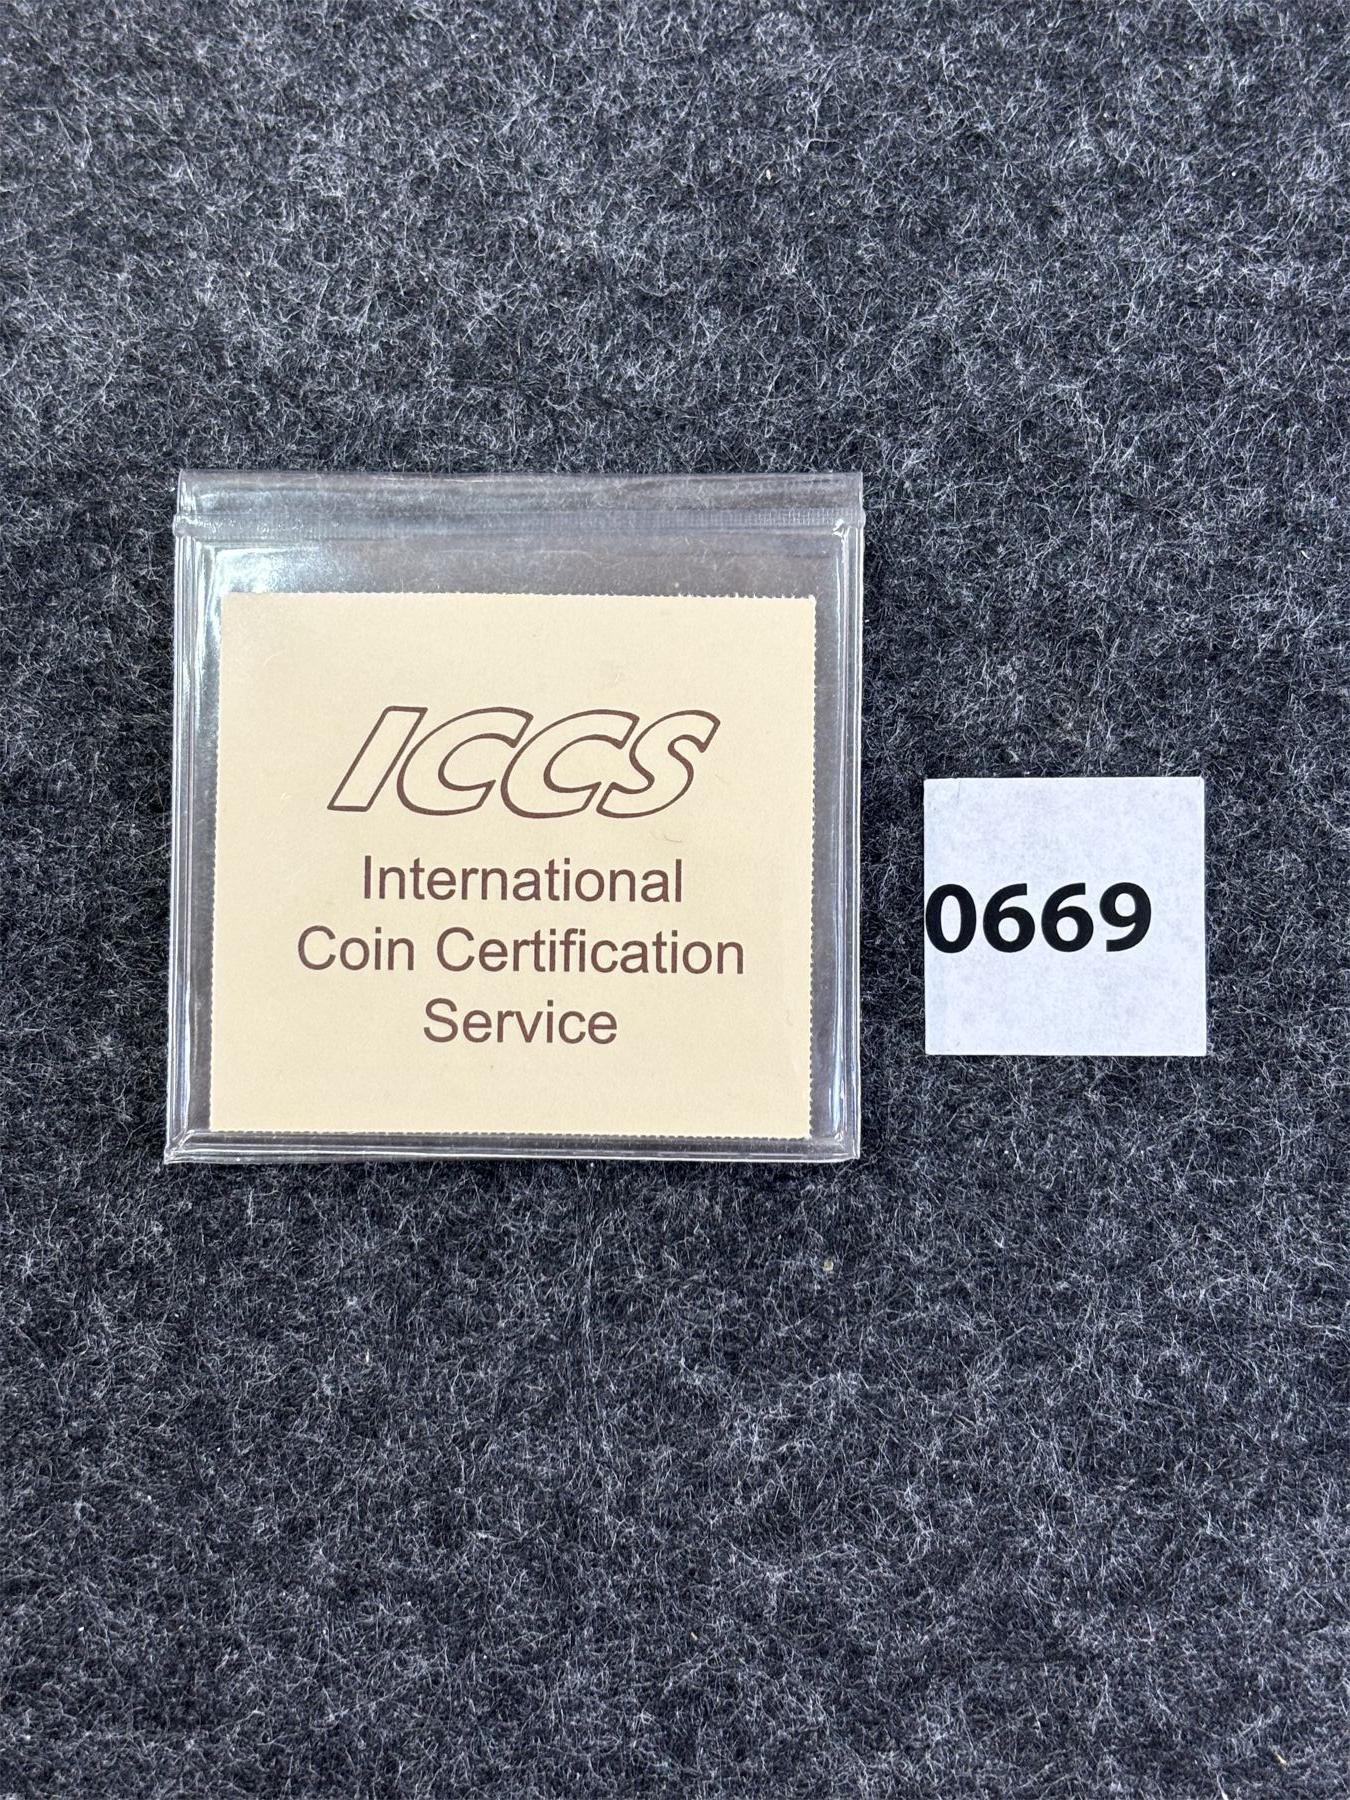 ICCS
International
Coin Certification
Service
0669